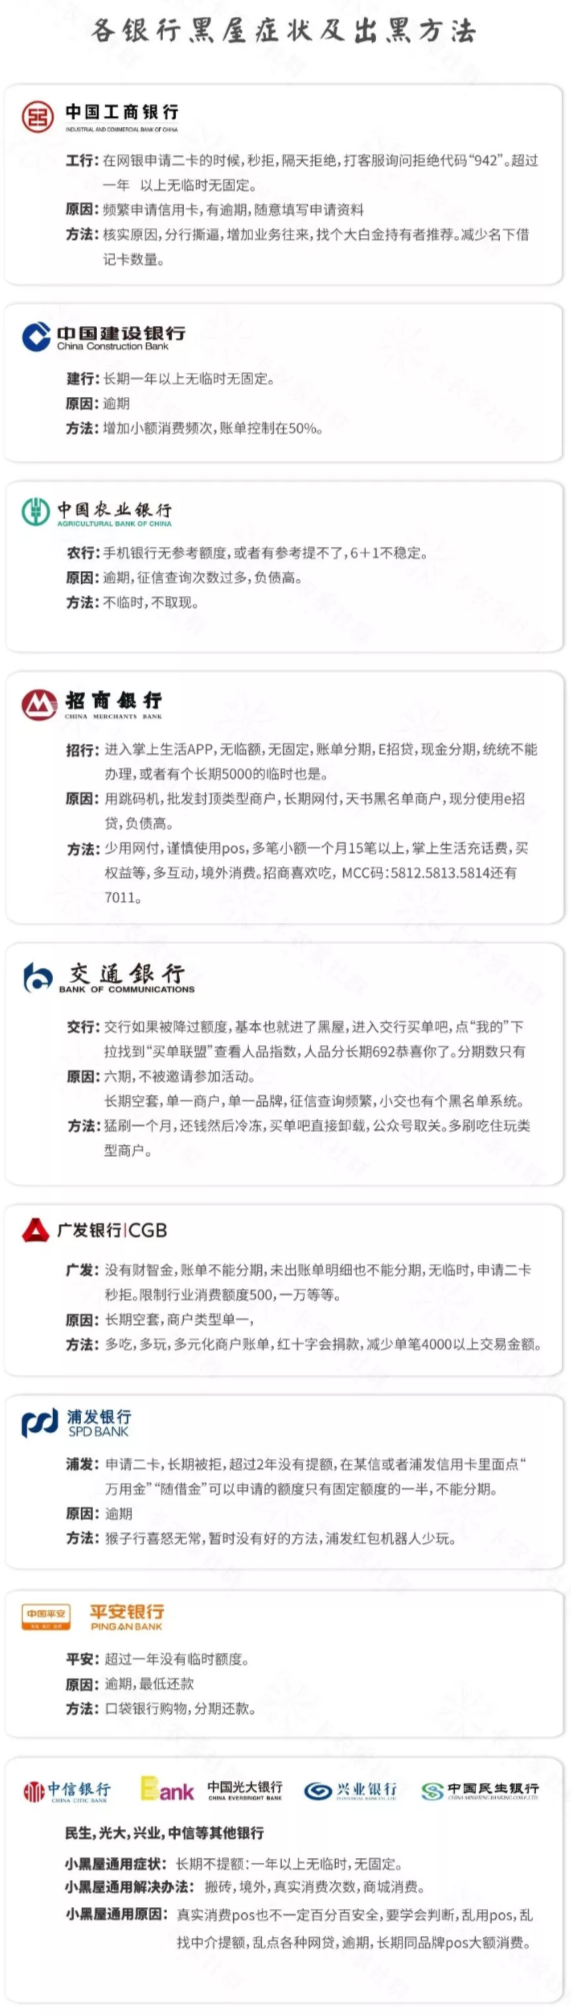 各银行黑屋症状及出黑方法
中国工商银行
INDUSTRIAL AND COMMERCIAL BANK OF CHINA
工行：在网银申请二卡的时候，秒拒，隔天拒绝，打客服询问拒绝代码“942”。超过
一年 以上无临时无固定。
原因：频繁申请信用卡，有逾期，随意填写申请资料
方法：核实原因，分行撕逼，增加业务往来，找个大白金持有者推荐。减少名下借
记卡数量。
中国建设银行
China Construction Bank
建行：长期一年以上无临时无固定。
原因：逾期
方法：增加小额消费频次，账单控制在50%。
中国农业银行
AGRICULTURAL BANK OF CHINA
农行：手机银行无参考额度，或者有参考提不了，6＋1不稳定。
原因：逾期，征信查询次数过多，负债高。
方法：不临时，不取现。
招商银行
CHINA MERCHANTS BANK
招行：进入掌上生活APP，无临额，无固定，账单分期，E招贷，现金分期，统统不能
办理，或者有个长期5000的临时也是。
原因：用跳码机，批发封顶类型商户，长期网付，天书黑名单商户，现分使用e招
贷，负债高。
方法：少用网付，谨慎使用pos，多笔小额一个月15笔以上，掌上生活充话费，买
权益等，多互动，境外消费。招商喜欢吃， MCC码：5812.5813.5814还有
7011。
交通銀行
BANK OF COMMUNICATIONS
交行：交行如果被降过额度，基本也就进了黑屋，进入交行买单吧，点“我的”下
拉找到“买单联盟”查看人品指数，人品分长期692恭喜你了。分期数只有
原因：六期，不被邀请参加活动。
长期空套，单一商户，单一品牌，征信查询频繁，小交也有个黑名单系统。
方法：猛刷一个月，还钱然后冷冻，买单吧直接卸载，公众号取关。多刷吃住玩类
型商户。
广发银行|CGB
广发：没有财智金，账单不能分期，未出账单明细也不能分期，无临时，申请二卡
秒拒。限制行业消费额度500，一万等等。
原因：长期空套，商户类型单一，
方法：多吃，多玩，多元化商户账单，红十字会捐款，减少单笔4000以上交易金额。
浦发银行
SPD BANK
浦发：申请二卡，长期被拒，超过2年没有提额，在某信或者浦发信用卡里面点“
万用金”“随借金”可以申请的额度只有固定额度的一半，不能分期。
原因：逾期
方法：猴子行喜怒无常，暂时没有好的方法，浦发红包机器人少玩。
中国平安 平安银行
PING AN BANK
平安：超过一年没有临时额度。
原因：逾期，最低还款
方法：口袋银行购物，分期还款。
中信银行 Bank 中国光大银行 兴业银行 中国民生银行
CHINA CITIC BANK CHINA EVERBRIGHT BANK
民生，光大，兴业，中信等其他银行
小黑屋通用症状：长期不提额：一年以上无临时，无固定。
小黑屋通用解决办法：搬砖，境外，真实消费次数，商城消费。
小黑屋通用原因：真实消费pos也不一定百分百安全，要学会判断，乱用pos，乱
找中介提额，乱点各种网贷，逾期，长期同品牌pos大额消费。